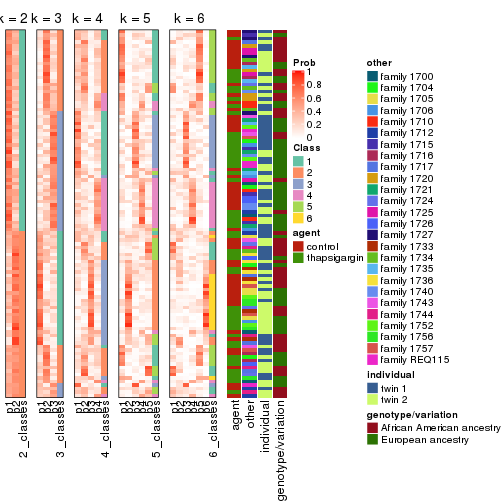 k = 2
k = 3
k = 4
k = 5
k = 6
p1
p2
2_classes
p1
p2
p3
3_classes
p1
p2
p3
p4
4_classes
p1
p2
p3
p4
p5
5_classes
p1
p2
p3
p4
p5
p6
6_classes
agent
other
individual
genotype/variation
Prob
1
0.8
0.6
0.4
0.2
0
Class
1
2
3
4
5
6
agent
control
thapsigargin
other
family 1700
family 1704
family 1705
family 1706
family 1710
family 1712
family 1715
family 1716
family 1717
family 1720
family 1721
family 1724
family 1725
family 1726
family 1727
family 1733
family 1734
family 1735
family 1736
family 1740
family 1743
family 1744
family 1752
family 1756
family 1757
family REQ115
individual
twin 1
twin 2
genotype/variation
African American ancestry
European ancestry